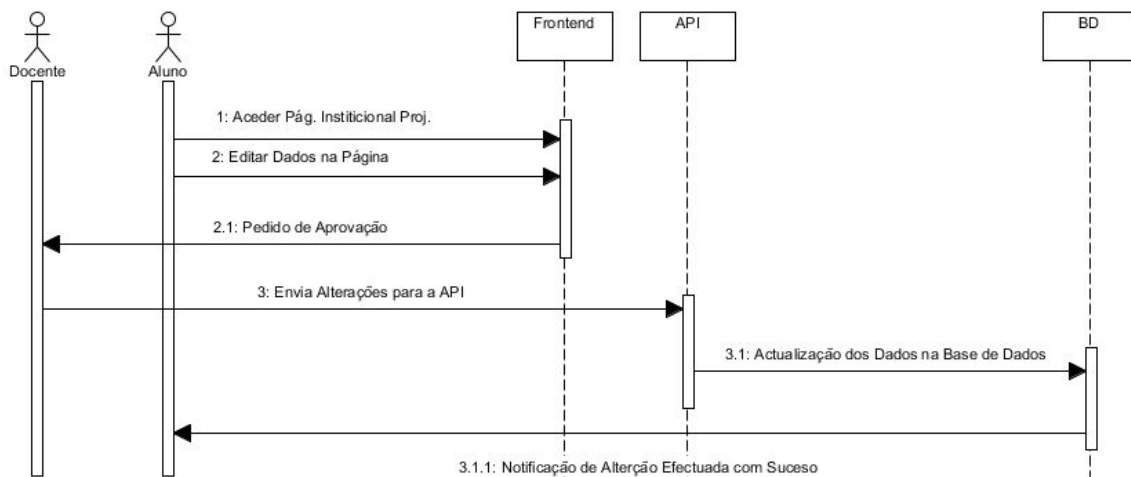 Frontend
API
BD
Docente
Aluno
1: Aceder Pág. Institicional Proj.
2: Editar Dados na Página
2.1: Pedido de Aprovação
3: Envia Alterações para a API
3.1: Actualização dos Dados na Base de Dados
3.1.1: Notificação de Alterção Efectuada com Suceso